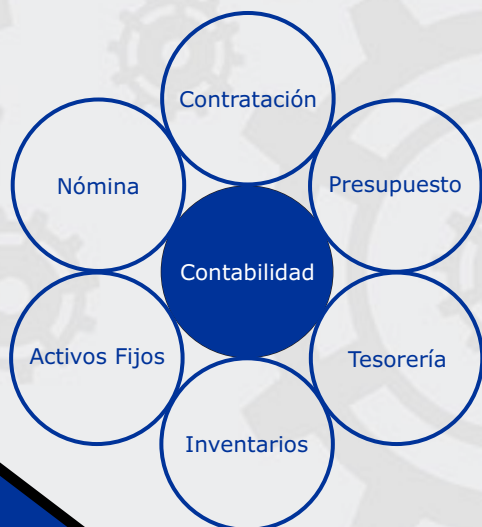 Contratación
Nómina
Presupuesto
Contabilidad
Activos Fijos
Tesorería
Inventarios